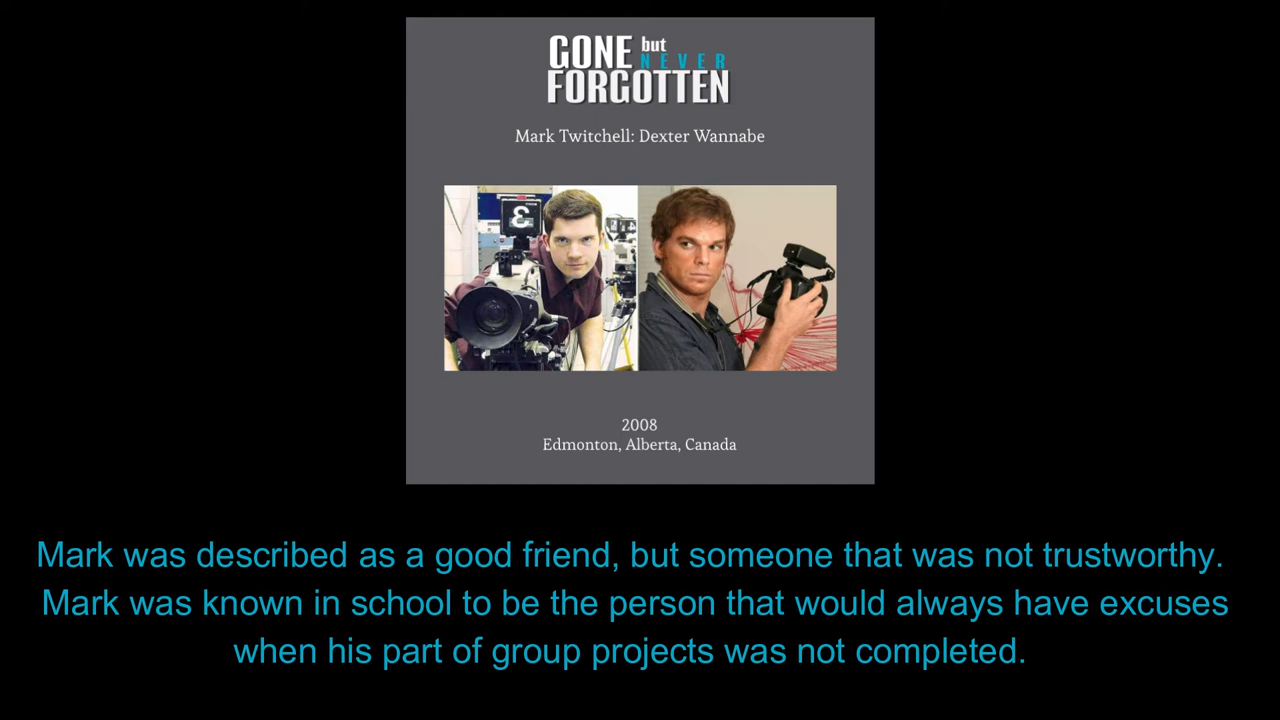 GONE but
NEVER
FORGOTTEN
Mark Twitchell: Dexter Wannabe
3
2008
Edmonton, Alberta, Canada
Mark was described as a good friend, but someone that was not trustworthy.
Mark was known in school to be the person that would always have excuses
when his part of group projects was not completed.